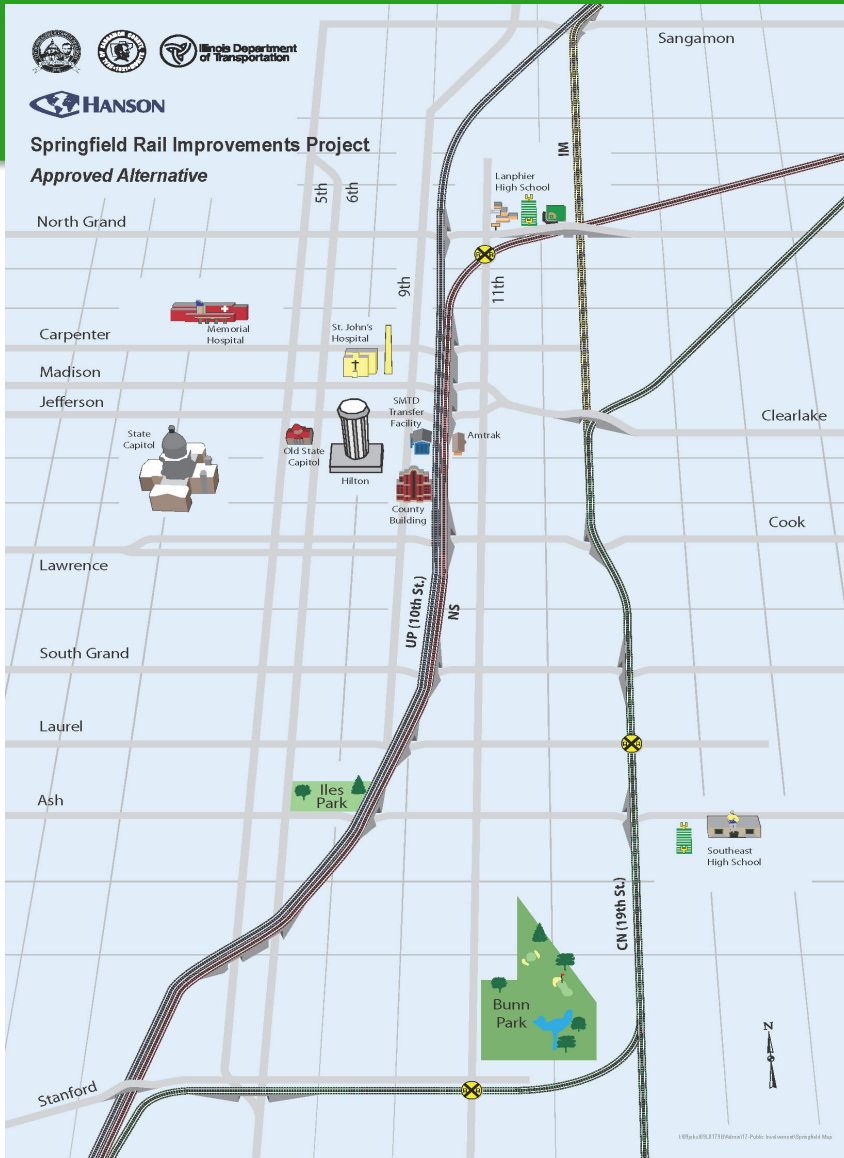 Illinois Department
of Transportation
HANSON
Springfield Rail Improvements Project
Approved Alternative
Sangamon
IM
Lanphier
High School
5th
6th
North Grand
9th
11th
Memorial
Hospital
St. John's
Hospital
Carpenter
Madison
Jefferson
SMTD
Transfer
Facility
Clearlake
State
Capitol
Old State
Capitol
Hilton
Amtrak
County
Building
Cook
Lawrence
UP (10th St.)
NS
South Grand
Laurel
Iles
Park
Ash
Southeast
High School
CN (19th St.)
Bunn
Park
N
Stanford